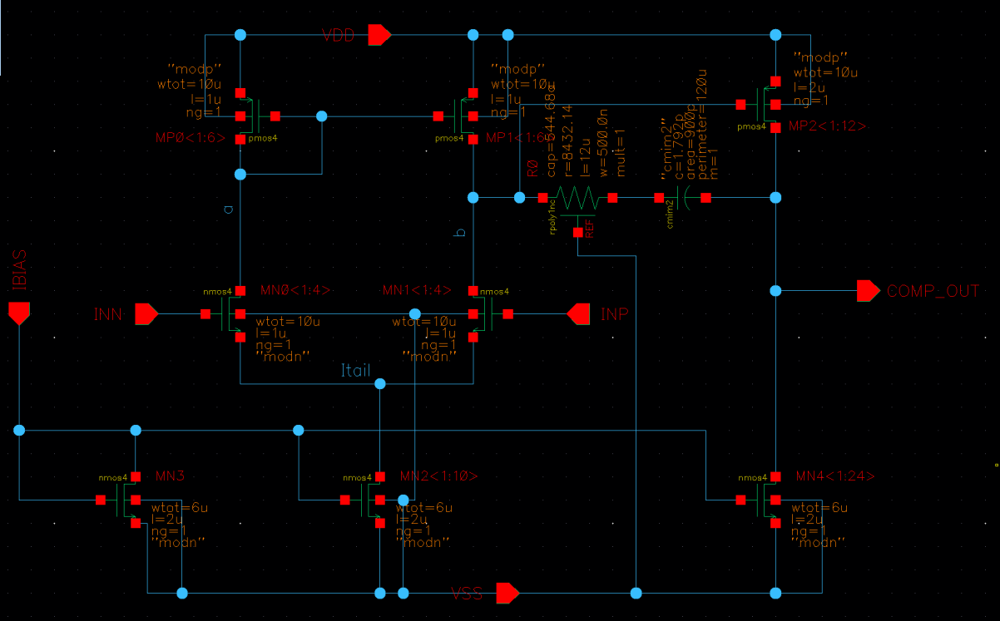 VDD
"modp"
wtot=10u
l=1u
ng=1
MP0<1:6>
pmos4
"modp"
wtot=10u
l=1u
ng=1
pmos4
MP1<1:6>
"modp"
wtot=10u
l=2u
ng=1
pmos4
MP2<1:12>
R0
cap=544.68a
r=8432.14
l=12u
w=500.0n
mult=1
rpoly1nc
REF
"cmim2"
c=1.792p
area=900p
perimeter=120u
m=1
cmim2
a
b
IBIAS
INN
nmos4
MN0<1:4>
wtot=10u
l=1u
ng=1
"modn"
MN1<1:4>
nmos4
wtot=10u
l=1u
ng=1
"modn"
INP
COMP_OUT
Itail
nmos4
MN3
wtot=6u
l=2u
ng=1
"modn"
nmos4
MN2<1:10>
wtot=6u
l=2u
ng=1
"modn"
nmos4
MN4<1:24>
wtot=6u
l=2u
ng=1
"modn"
VSS